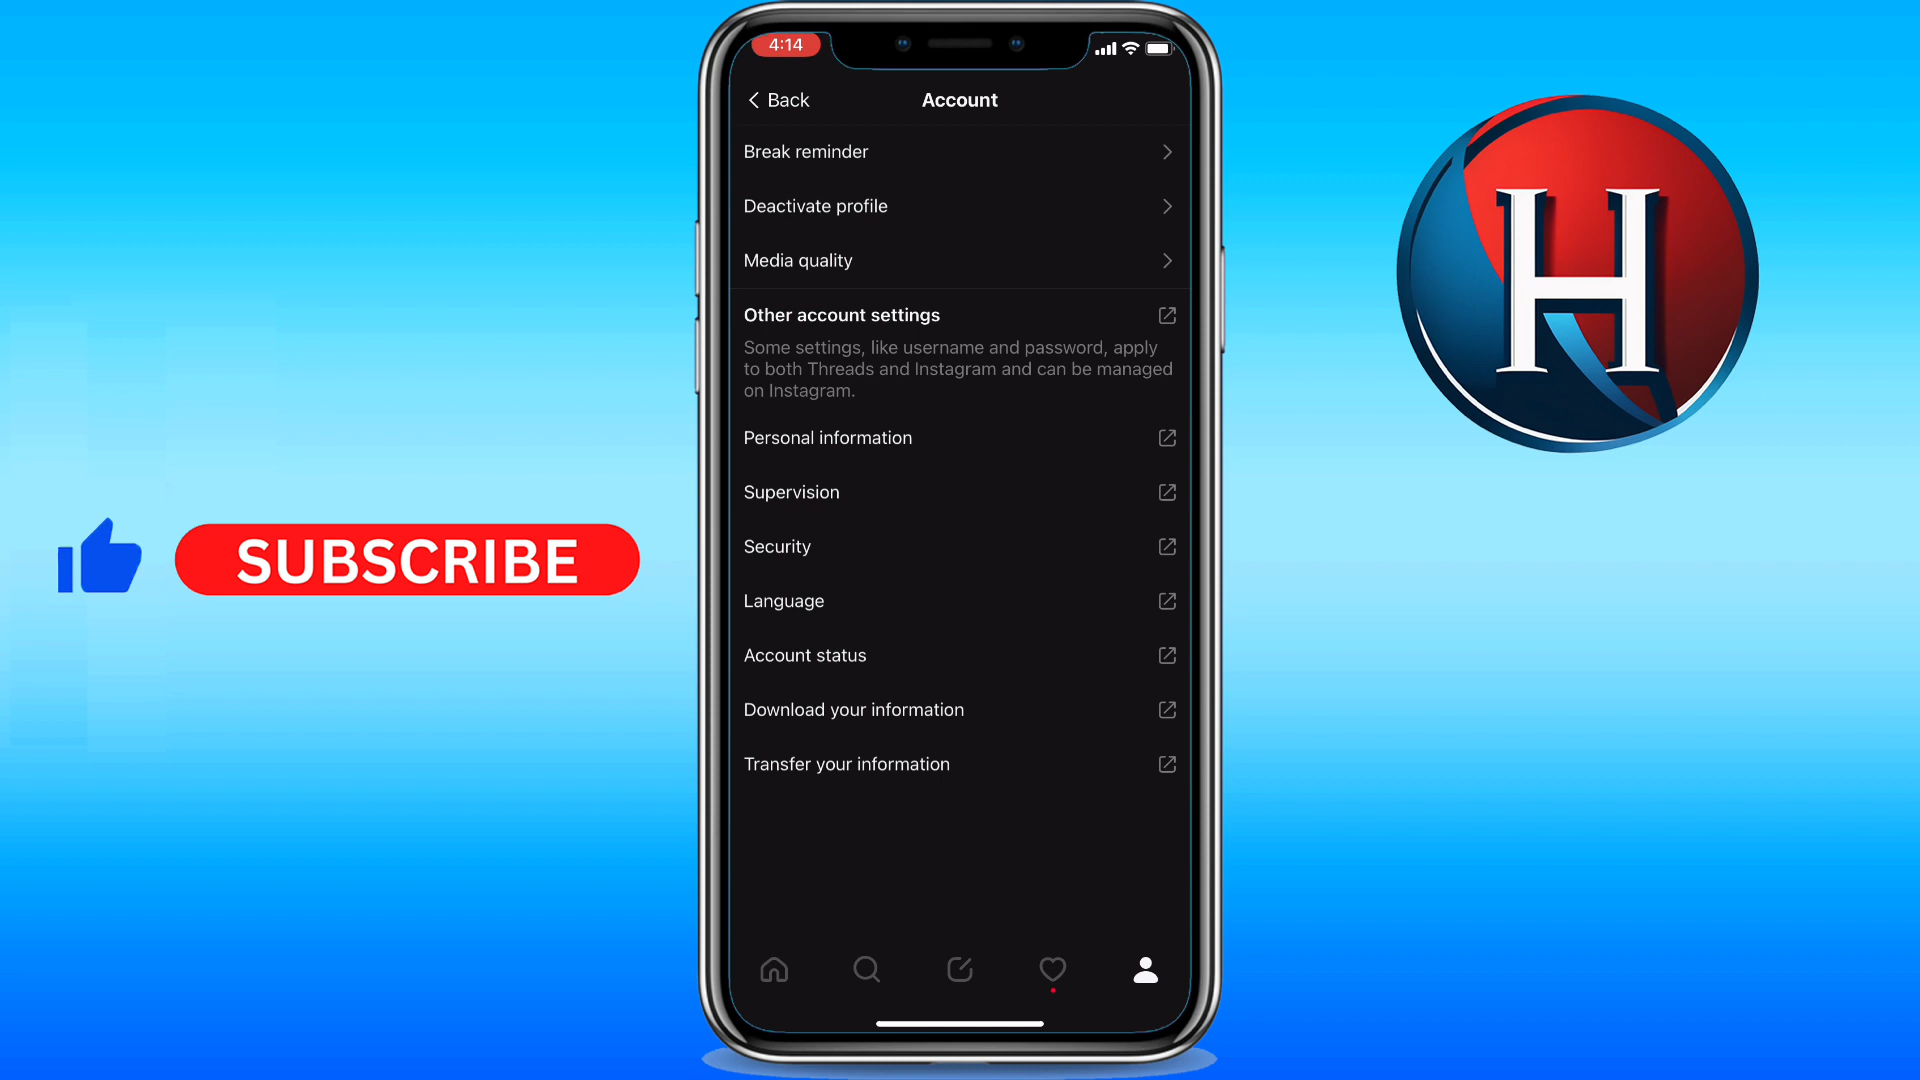 4:14
Back
Account
Break reminder
Deactivate profile
Media quality
Other account settings
Some settings, like username and password, apply
to both Threads and Instagram and can be managed
on Instagram.
Personal information
Supervision
Security
Language
Account status
Download your information
Transfer your information
SUBSCRIBE
H